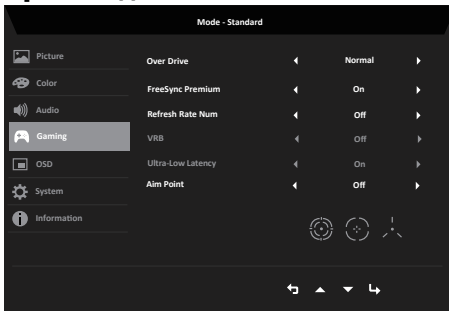 Mode - Standard
Picture
Color
Audio
Gaming
OSD
System
Information
Over Drive Normal
FreeSync Premium On
Refresh Rate Num Off
VRB Off
Ultra-Low Latency On
Aim Point Off